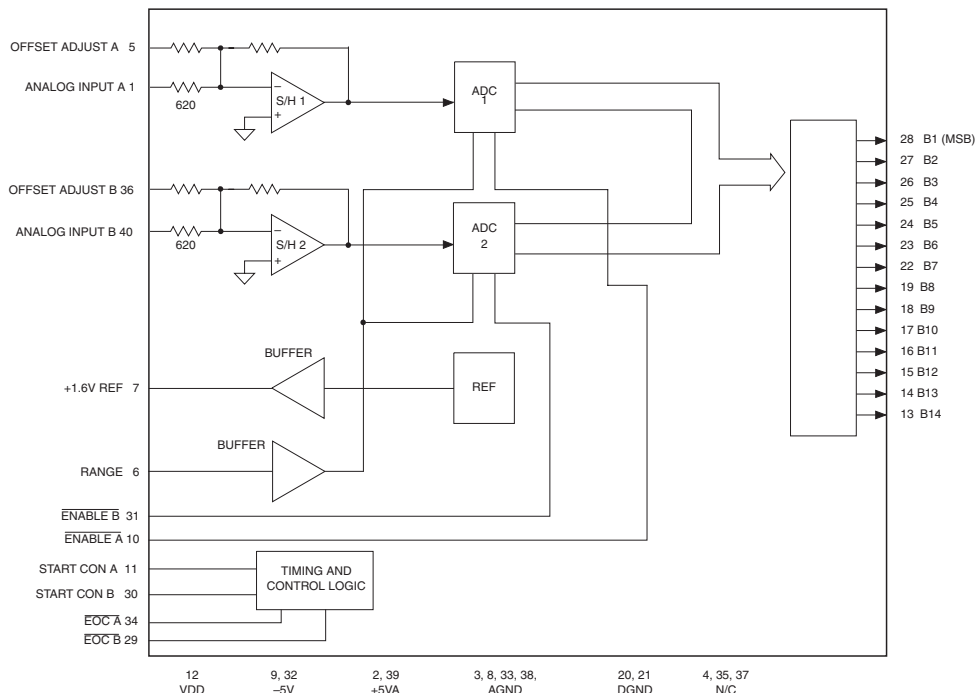 OFFSET ADJUST A 5
ANALOG INPUT A 1
620
–
S/H 1
+
ADC
1
28 B1 (MSB)
27 B2
26 B3
25 B4
24 B5
23 B6
22 B7
19 B8
18 B9
17 B10
16 B11
15 B12
14 B13
13 B14
OFFSET ADJUST B 36
ANALOG INPUT B 40
620
–
S/H 2
+
ADC
2
BUFFER
+1.6V REF 7
REF
BUFFER
RANGE 6
ENABLE B 31
ENABLE A 10
START CON A 11
START CON B 30
TIMING AND
CONTROL LOGIC
EOC A 34
EOC B 29
12 9, 32 2, 39 3, 8, 33, 38, 20, 21 4, 35, 37
VDD –5V +5VA AGND DGND N/C